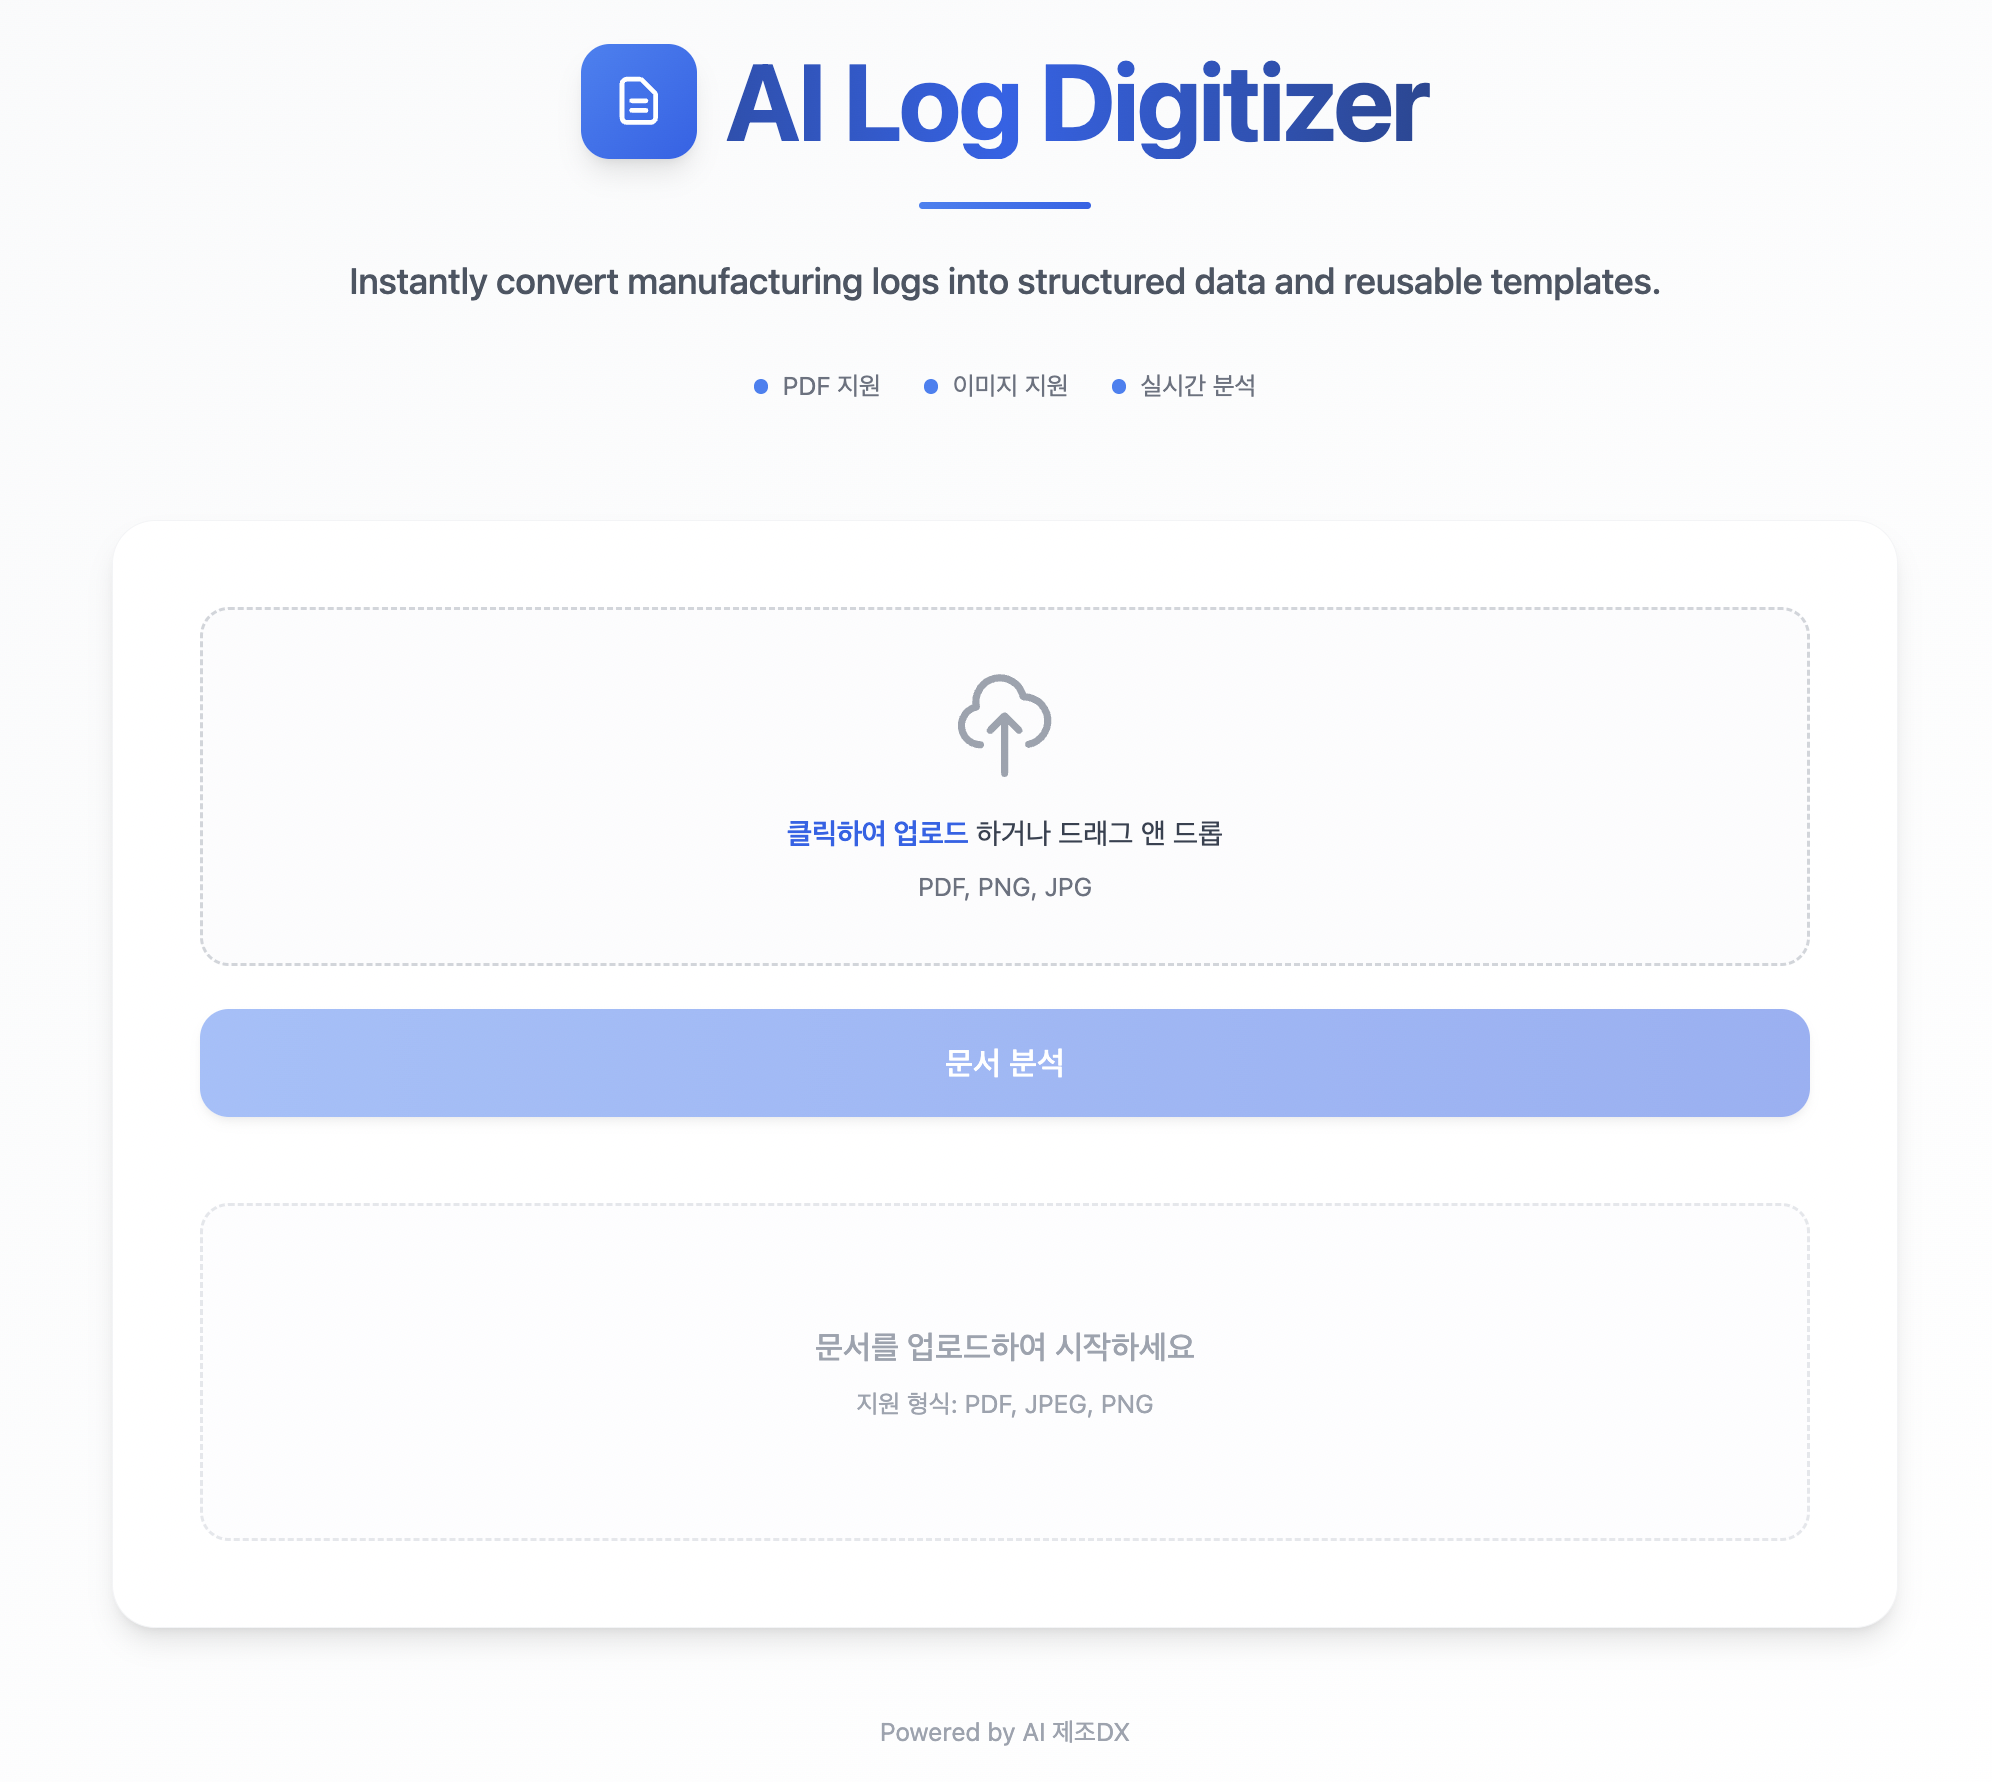 AI Log Digitizer
Instantly convert manufacturing logs into structured data and reusable templates.
PDF 지원 이미지 지원 실시간 분석
클릭하여 업로드 하거나 드래그 앤 드롭
PDF, PNG, JPG
문서 분석
문서를 업로드하여 시작하세요
지원 형식: PDF, JPEG, PNG
Powered by AI 제조DX